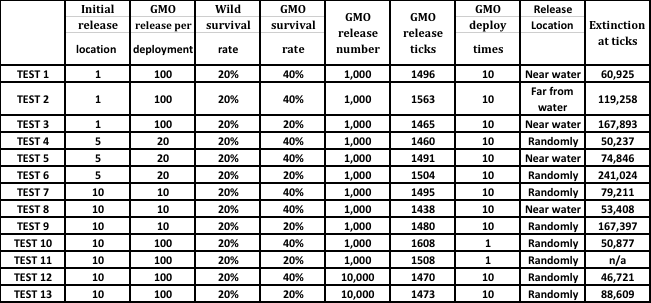 Initial release location | GMO release per deployment | Wild survival rate | GMO survival rate | GMO release number | GMO release ticks | GMO deploy times | Release Location | Extinction at ticks
TEST 1 | 1 | 100 | 20% | 40% | 1,000 | 1496 | 10 | Near water | 60,925
TEST 2 | 1 | 100 | 20% | 40% | 1,000 | 1563 | 10 | Far from water | 119,258
TEST 3 | 1 | 100 | 20% | 20% | 1,000 | 1465 | 10 | Near water | 167,893
TEST 4 | 5 | 20 | 20% | 40% | 1,000 | 1460 | 10 | Randomly | 50,237
TEST 5 | 5 | 20 | 20% | 40% | 1,000 | 1491 | 10 | Near water | 74,846
TEST 6 | 5 | 20 | 20% | 20% | 1,000 | 1504 | 10 | Randomly | 241,024
TEST 7 | 10 | 10 | 20% | 40% | 1,000 | 1495 | 10 | Randomly | 79,211
TEST 8 | 10 | 10 | 20% | 40% | 1,000 | 1438 | 10 | Near water | 53,408
TEST 9 | 10 | 10 | 20% | 20% | 1,000 | 1480 | 10 | Randomly | 167,397
TEST 10 | 10 | 100 | 20% | 40% | 1,000 | 1608 | 1 | Randomly | 50,877
TEST 11 | 10 | 100 | 20% | 20% | 1,000 | 1508 | 1 | Randomly | n/a
TEST 12 | 10 | 100 | 20% | 40% | 10,000 | 1470 | 10 | Randomly | 46,721
TEST 13 | 10 | 100 | 20% | 20% | 10,000 | 1473 | 10 | Randomly | 88,609